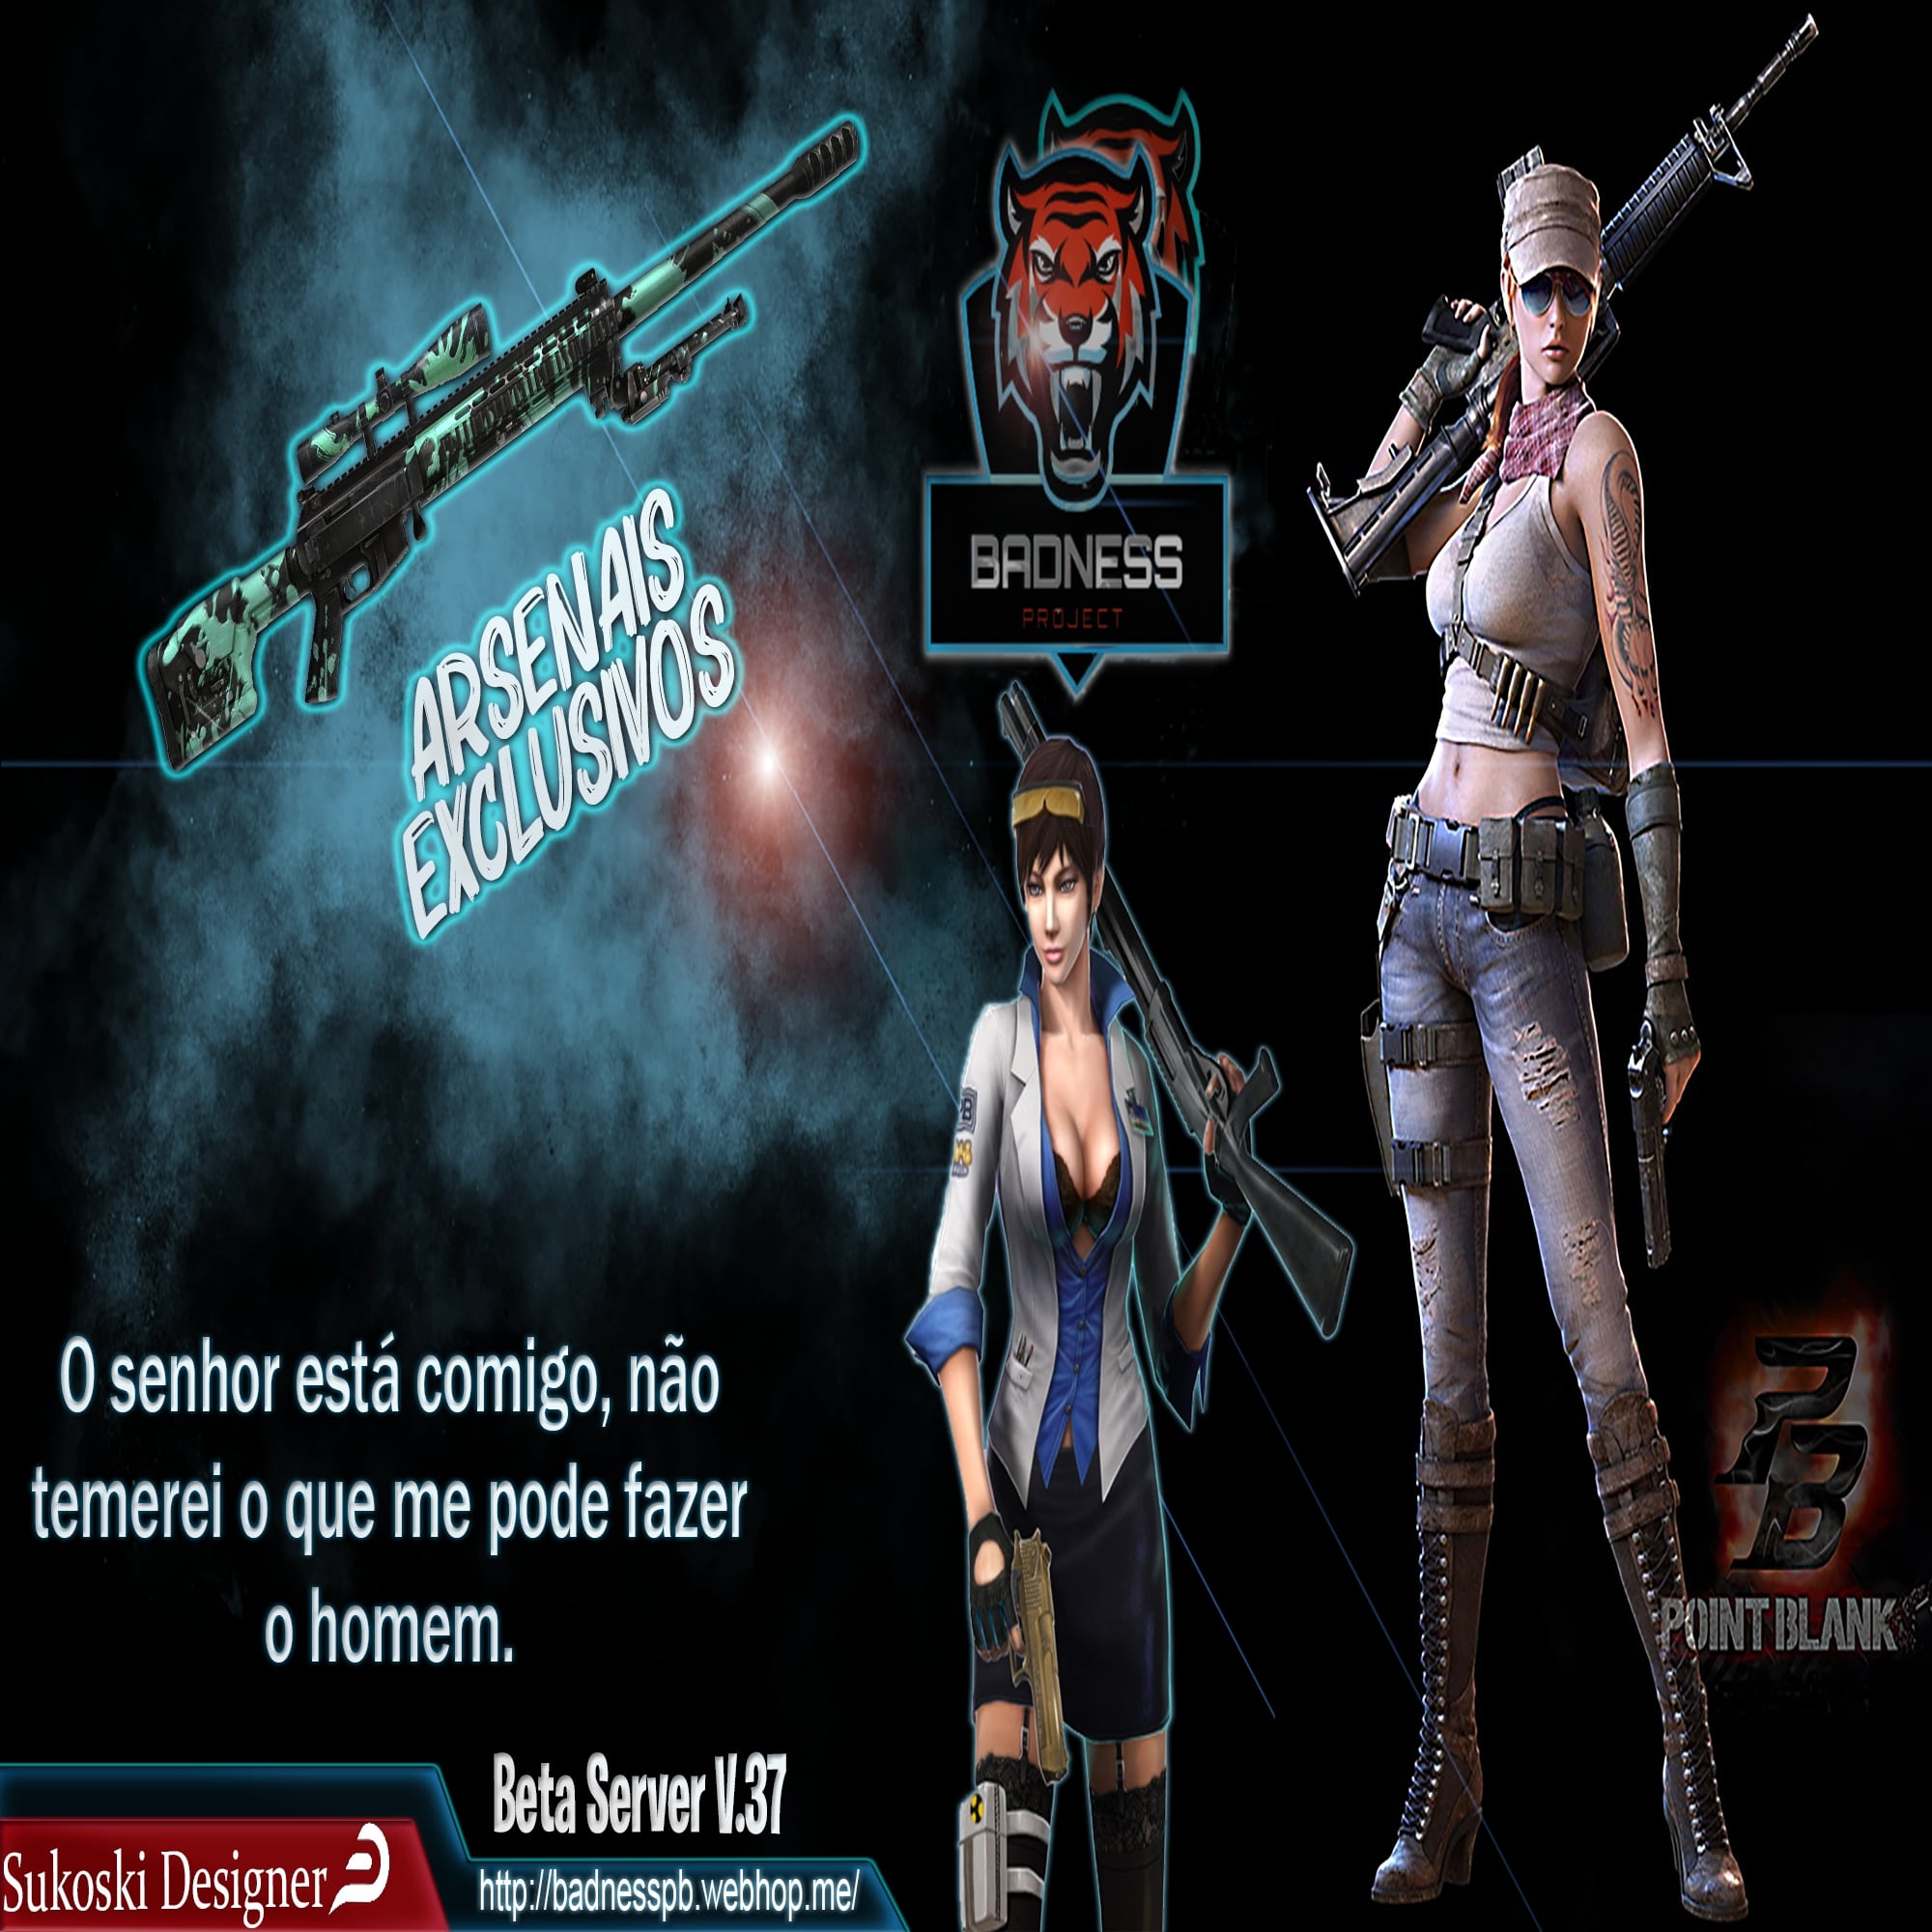 ARSENAIS
EXCLUSIVOS
BADNESS
PROJECT
O senhor está comigo, não
temerei o que me pode fazer
o homem.
PB
POINT BLANK
Beta Server V.37
Sukoski Designer
http://badnesspb.webhop.me/